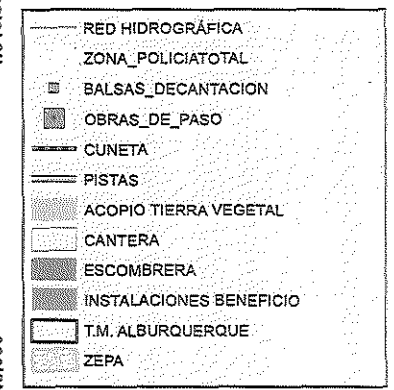 RED HIDROGRÁFICA
ZONA_POLICIATOTAL
BALSAS_DECANTACION
OBRAS_DE_PASO
CUNETA
PISTAS
ACOPIO TIERRA VEGETAL
CANTERA
ESCOMBRERA
INSTALACIONES BENEFICIO
T.M. ALBURQUERQUE
ZEPA